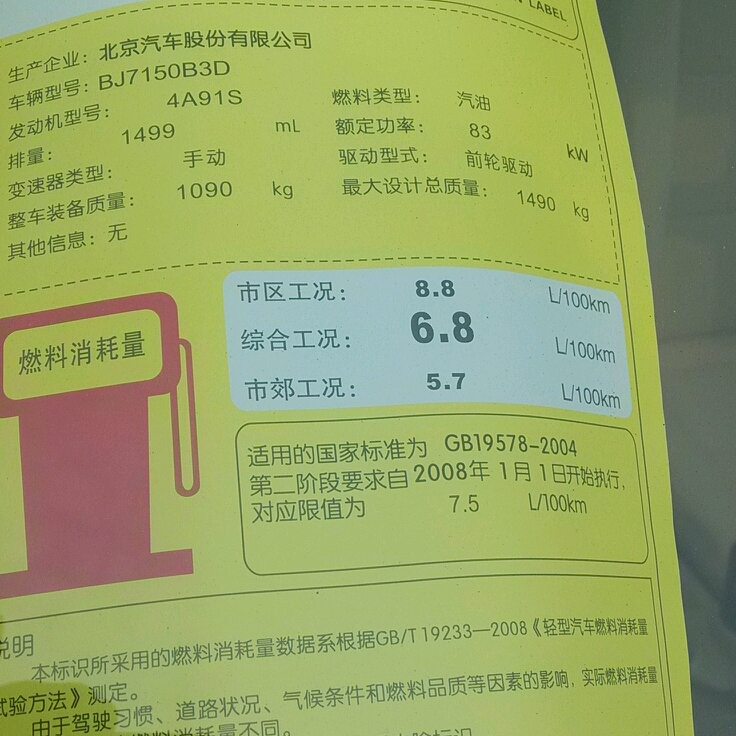 LABEL
生产企业：北京汽车股份有限公司
车辆型号：BJ7150B3D
发动机型号： 4A91S 燃料类型： 汽油
排量： 1499 mL 额定功率： 83 kW
变速器类型： 手动 驱动型式： 前轮驱动
整车装备质量： 1090 kg 最大设计总质量： 1490 kg
其他信息：无
燃料消耗量
市区工况： 8.8 L/100km
综合工况： 6.8 L/100km
市郊工况： 5.7 L/100km
适用的国家标准为 GB19578-2004
第二阶段要求自2008年1月1日开始执行，
对应限值为 7.5 L/100km
说明
本标识所采用的燃料消耗量数据系根据GB/T19233—2008《轻型汽车燃料消耗量
试验方法》测定。
由于驾驶习惯、道路状况、气候条件和燃料品质等因素的影响，实际燃料消耗量
燃料消耗量不同。